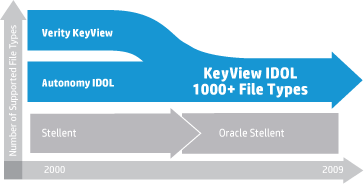 Number of Supported File Types
Verity KeyView
Autonomy IDOL
KeyView IDOL
1000+ File Types
Stellent
Oracle Stellent
2000
2009